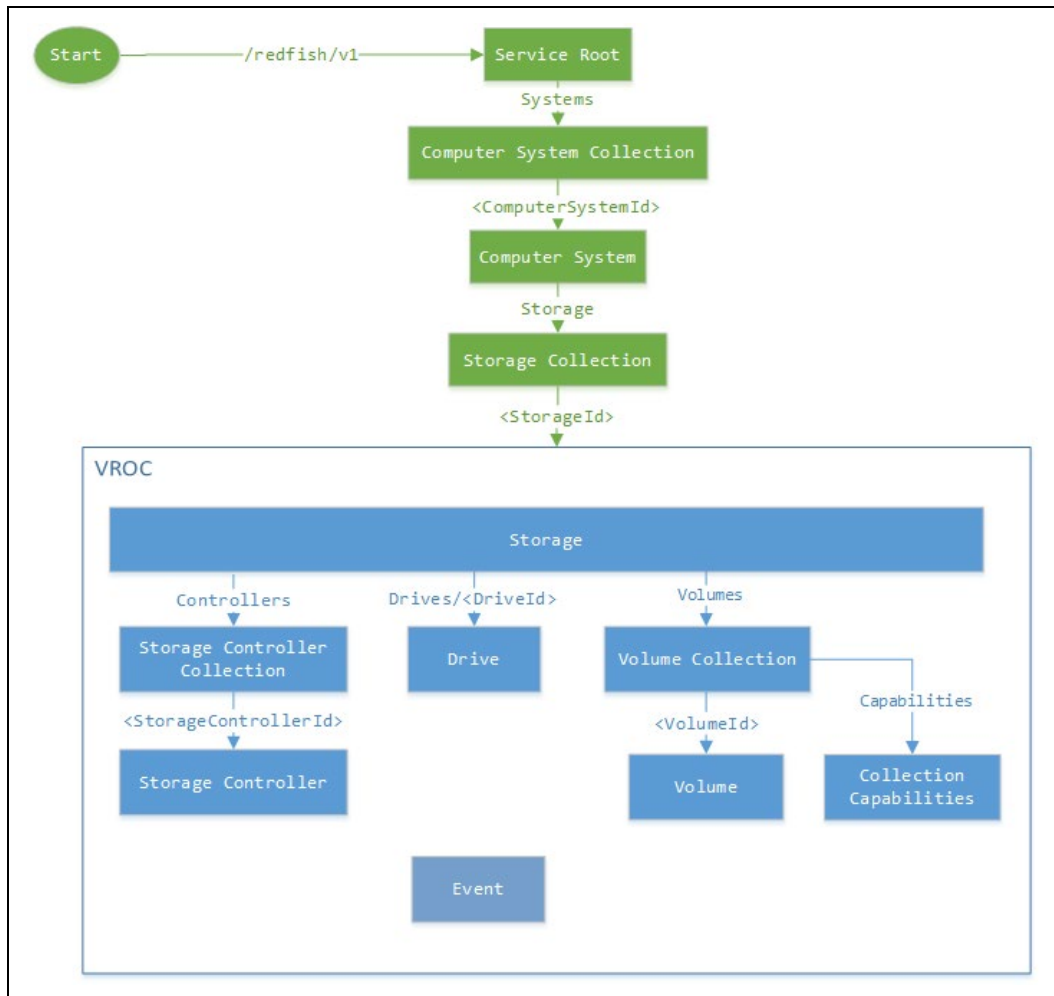 Start
/redfish/v1
Service Root
Systems
Computer System Collection
<ComputerSystemId>
Computer System
Storage
Storage Collection
<StorageId>
VROC
Storage
Controllers
Drives/<DriveId>
Volumes
Storage Controller
Collection
Drive
Volume Collection
Capabilities
<StorageControllerId>
<VolumeId>
Storage Controller
Volume
Collection
Capabilities
Event